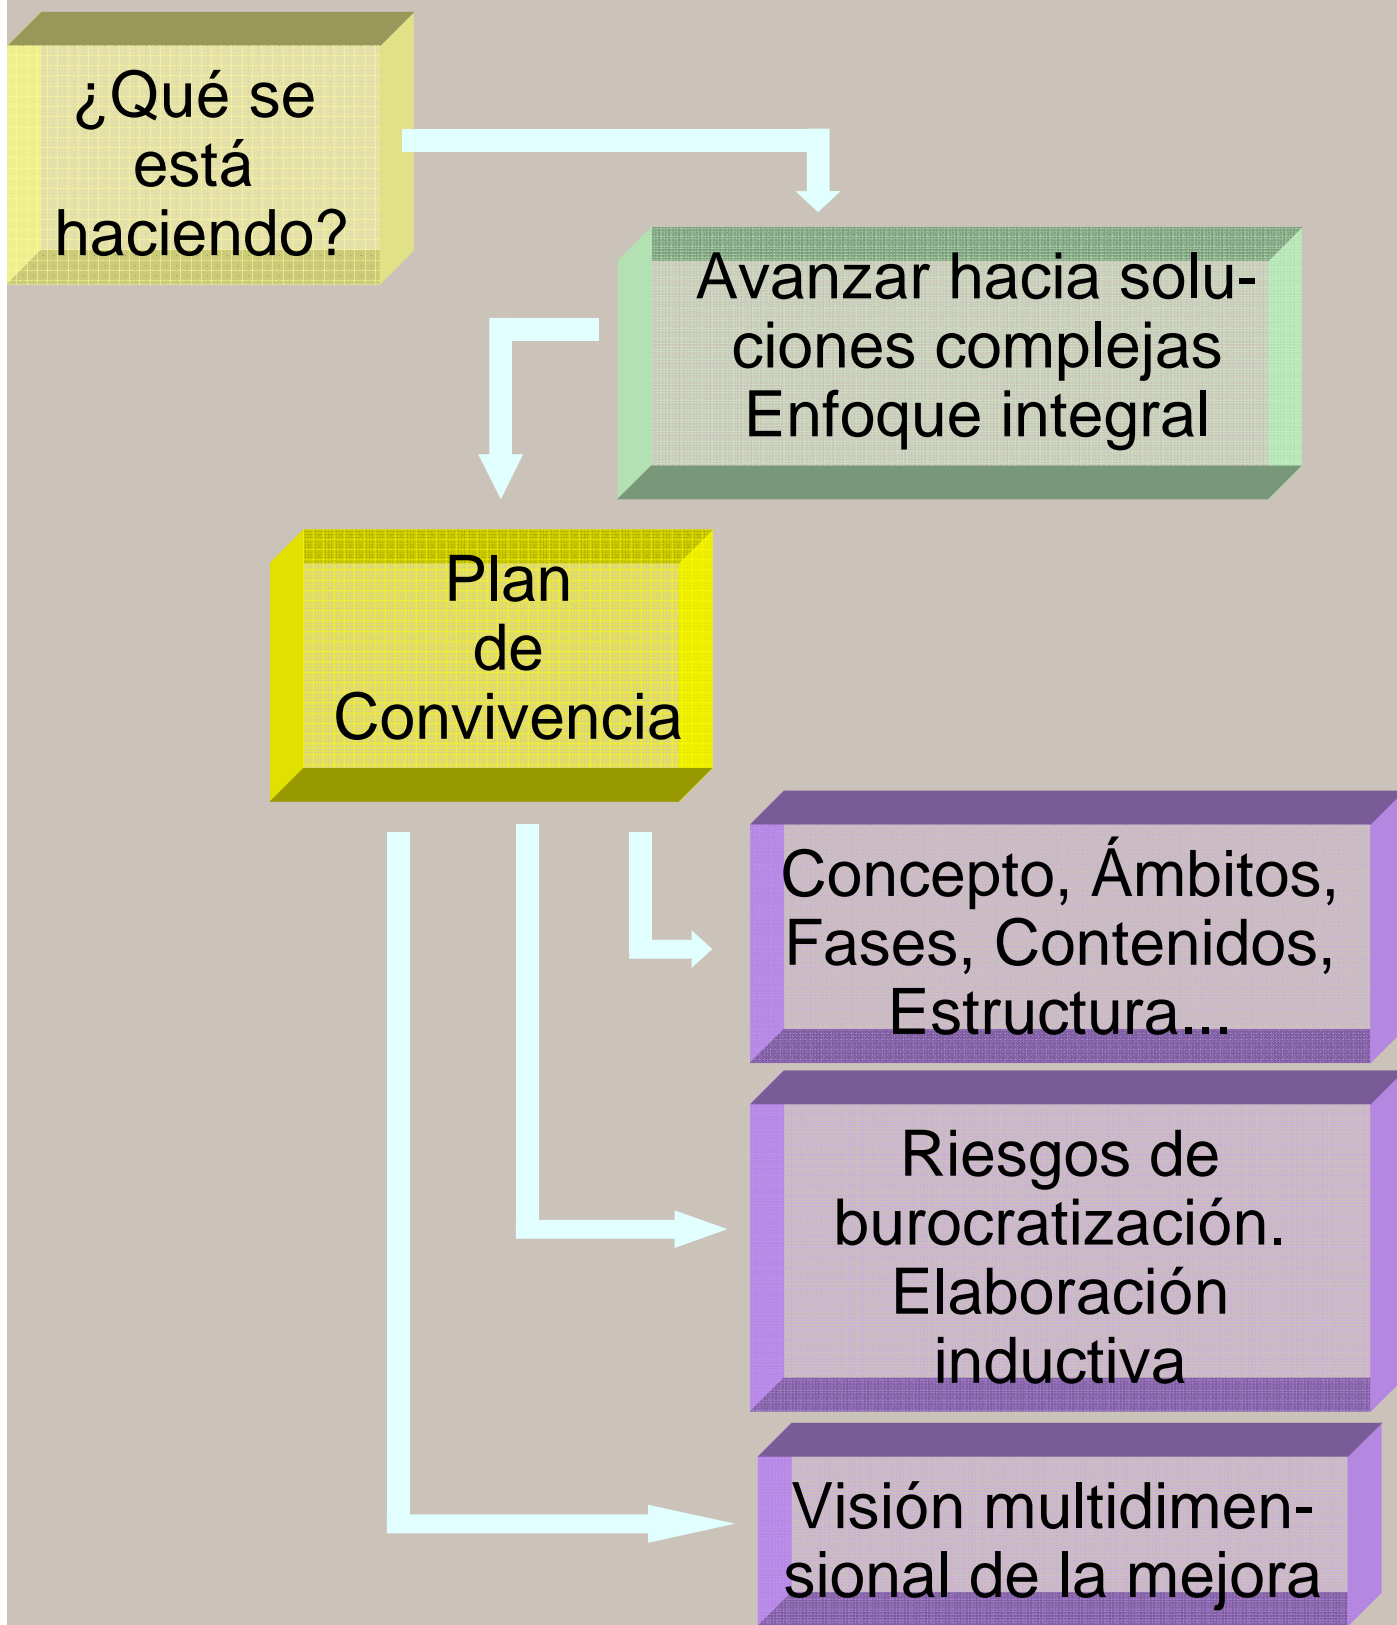 ¿Qué se
está
haciendo?
Avanzar hacia solu-
ciones complejas
Enfoque integral
Plan
de
Convivencia
Concepto, Ámbitos,
Fases, Contenidos,
Estructura...
Riesgos de
burocratización.
Elaboración
inductiva
Visión multidimen-
sional de la mejora